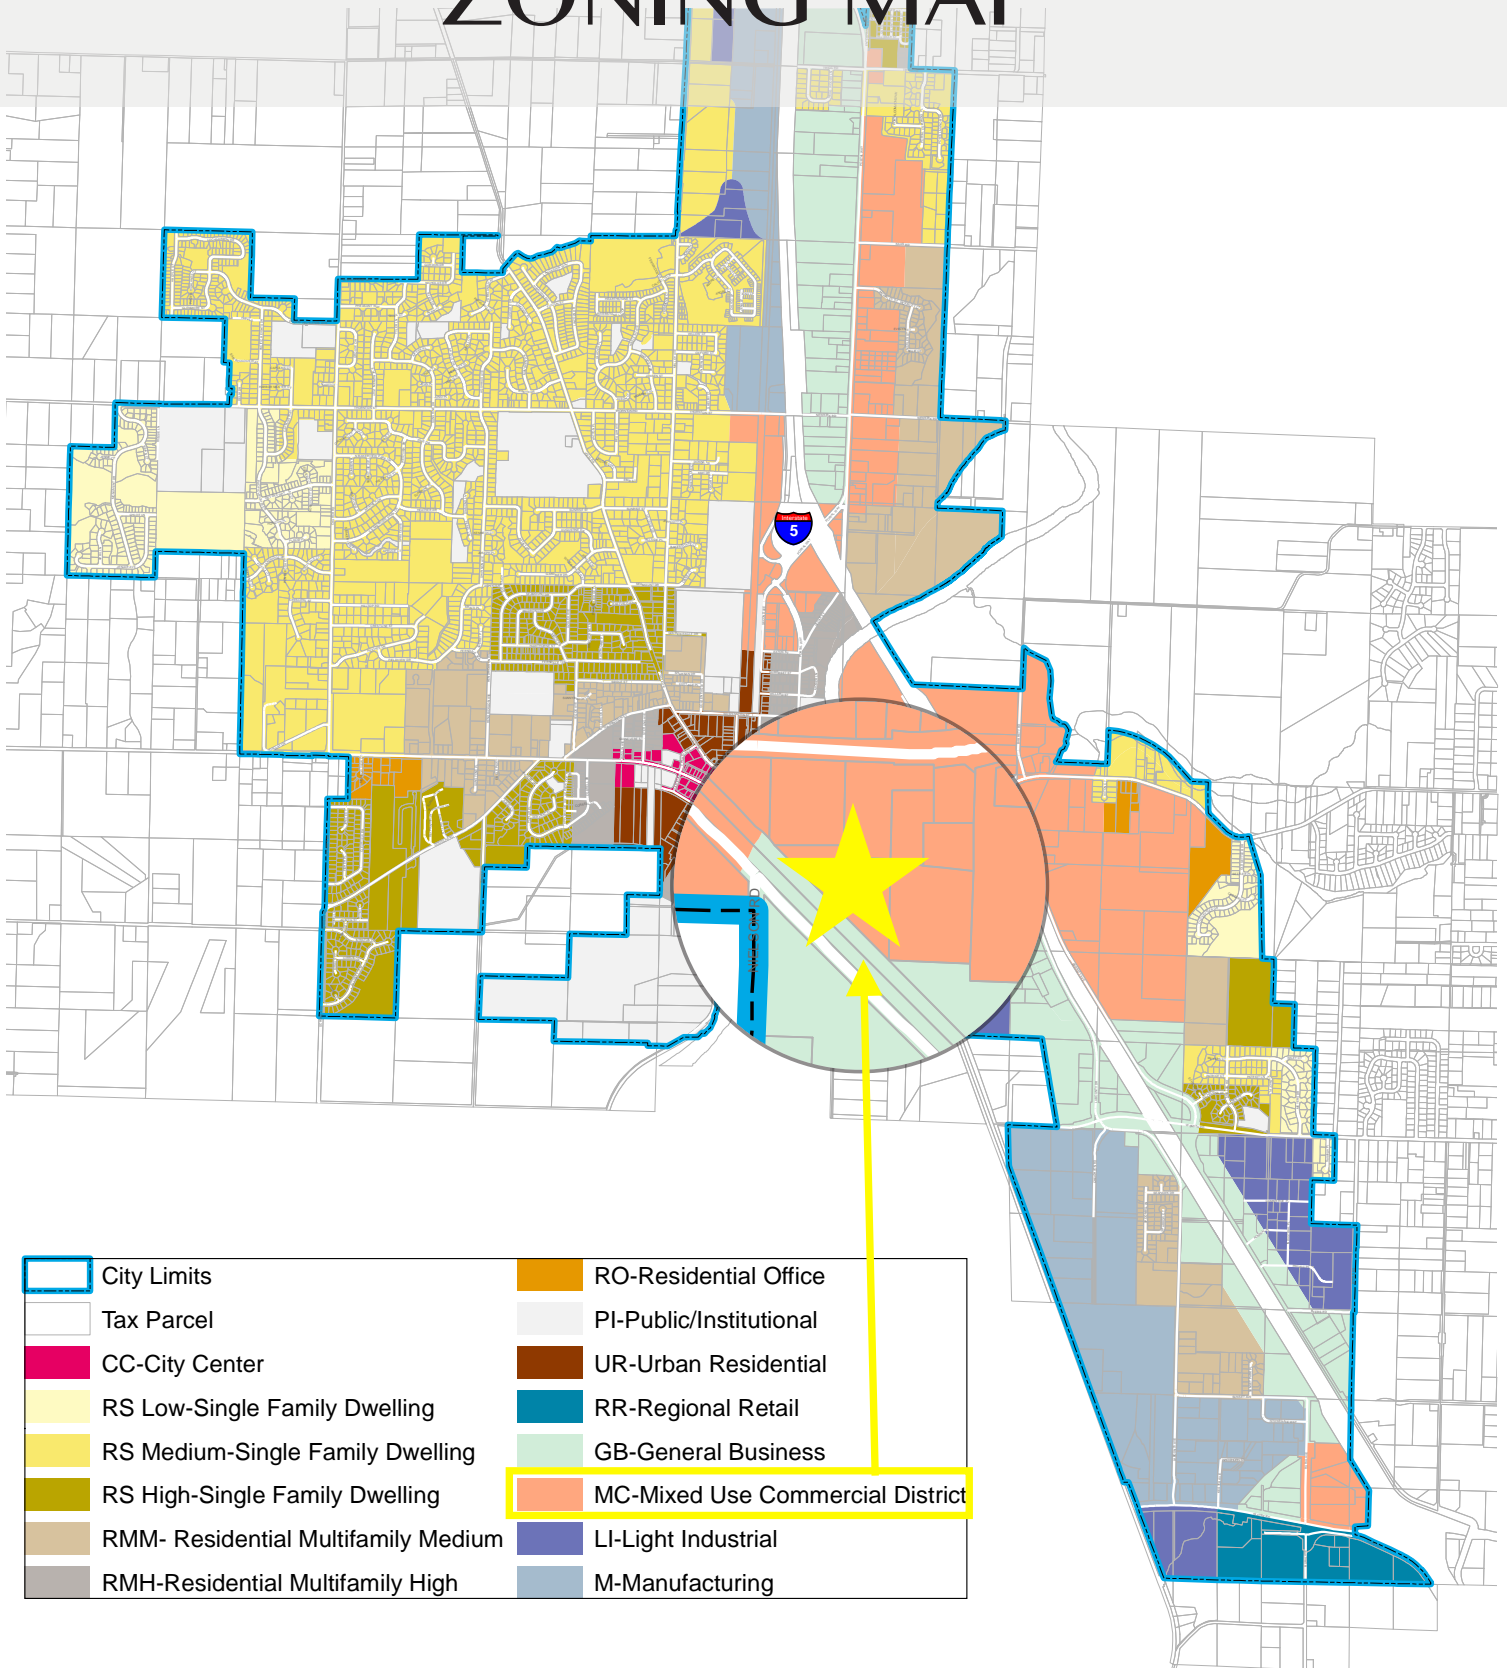 ZONING MAP
Interstate
5
NELSON RD
City Limits
Tax Parcel
CC-City Center
RS Low-Single Family Dwelling
RS Medium-Single Family Dwelling
RS High-Single Family Dwelling
RMM- Residential Multifamily Medium
RMH-Residential Multifamily High
RO-Residential Office
PI-Public/Institutional
UR-Urban Residential
RR-Regional Retail
GB-General Business
MC-Mixed Use Commercial District
LI-Light Industrial
M-Manufacturing